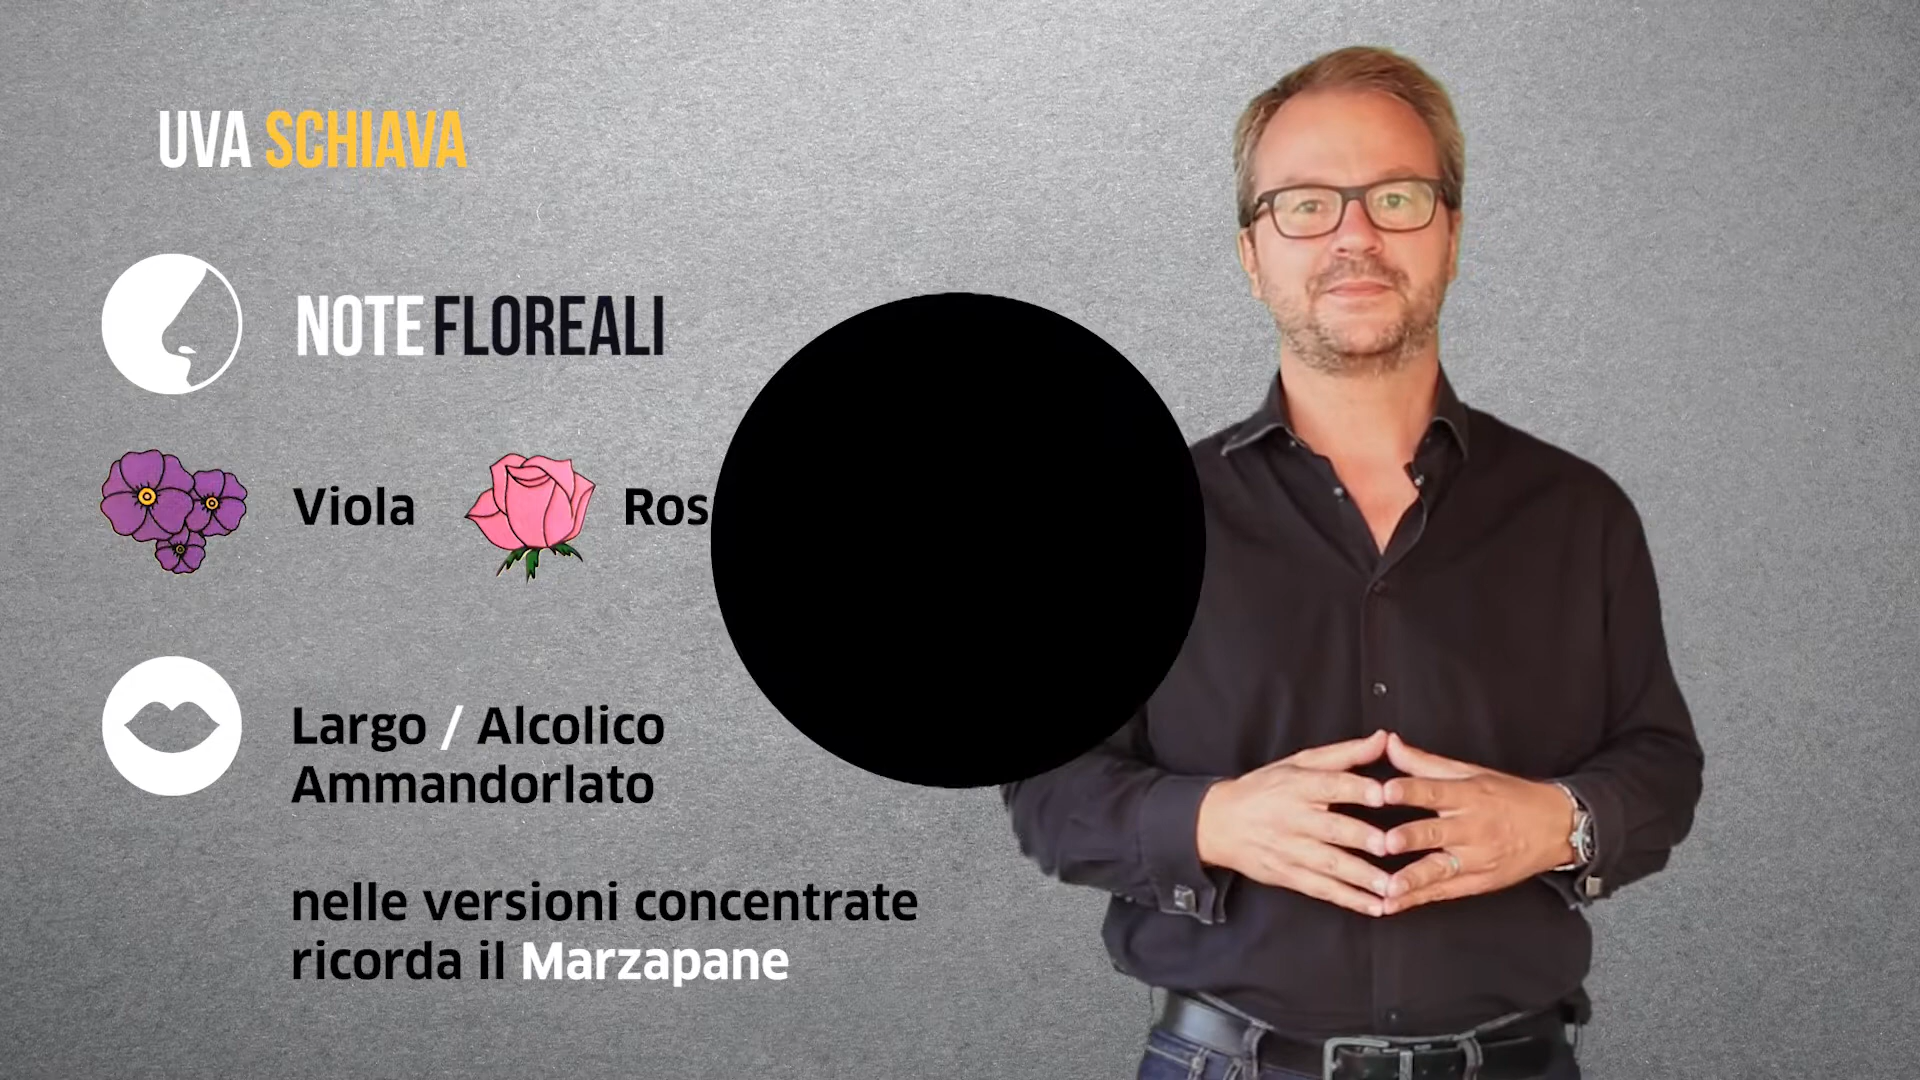 UVA SCHIAVA
NOTE FLOREALI
Viola
Largo / Alcolico
Ammandorlato
nelle versioni concentrate
ricorda il Marzapane